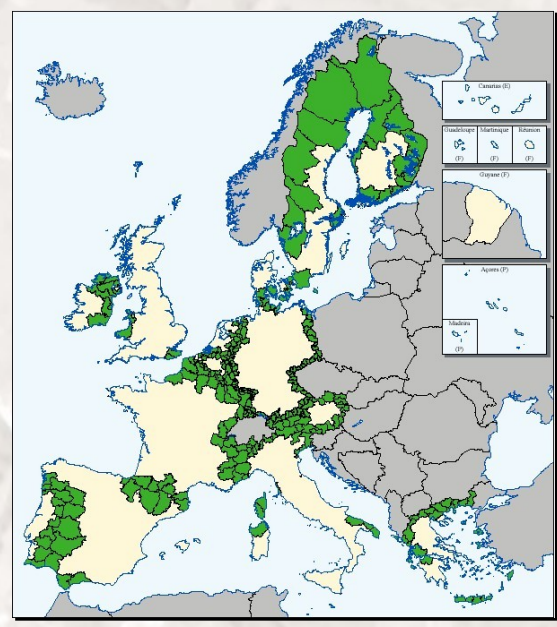 Canarias (E)
Guadeloupe Martinique Réunion
(F) (F) (F)
Guyane (F)
Açores (P)
Madeira
(P)